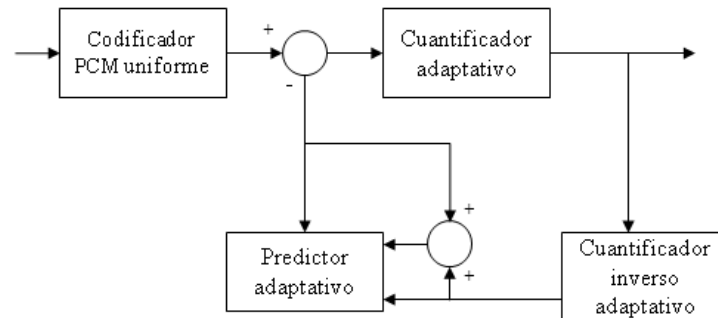 Codificador
PCM uniforme
+
-
Cuantificador
adaptativo
+
+
Predictor
adaptativo
Cuantificador
inverso
adaptativo